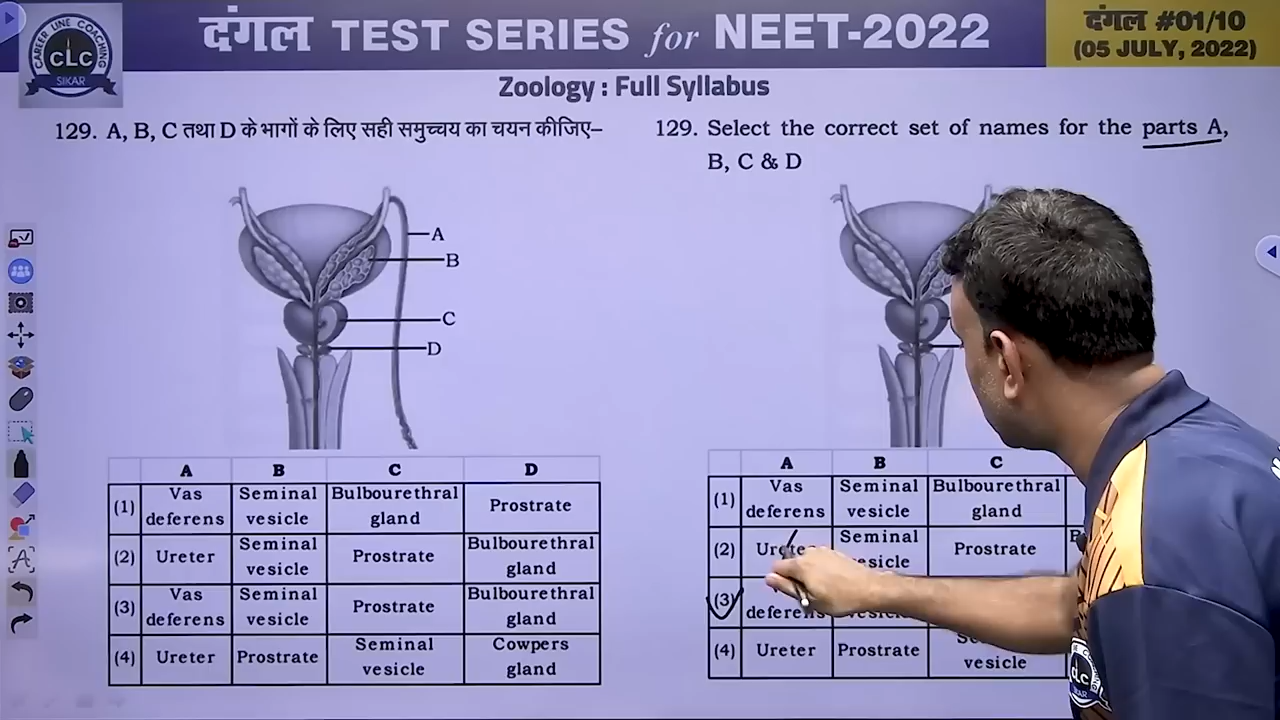 दंगल TEST SERIES for NEET-2022
दंगल #01/10
(05 JULY, 2022)
CAREER LINE COACHING
CLC
SIKAR
Zoology : Full Syllabus
129. A, B, C तथा D के भागों के लिए सही समुच्चय का चयन कीजिए–
A
B
C
D
A B C D
(1) Vas deferens Seminal vesicle Bulbourethral gland Prostrate
(2) Ureter Seminal vesicle Prostrate Bulbourethral gland
(3) Vas deferens Seminal vesicle Prostrate Bulbourethral gland
(4) Ureter Prostrate Seminal vesicle Cowpers gland
129. Select the correct set of names for the parts A,
B, C & D
A B C
(1) Vas deferens Seminal vesicle Bulbourethral gland
(2) Ureter Seminal Prostrate
(3) deferens
(4) Ureter Prostrate vesicle